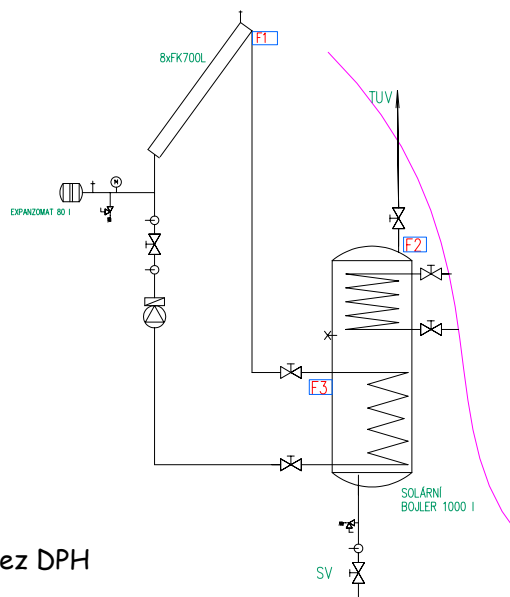 F1
8xFK700L
TUV
M
EXPANZOMAT 80 l
F2
F3
SOLÁRNÍ
BOJLER 1000 l
ez DPH
SV